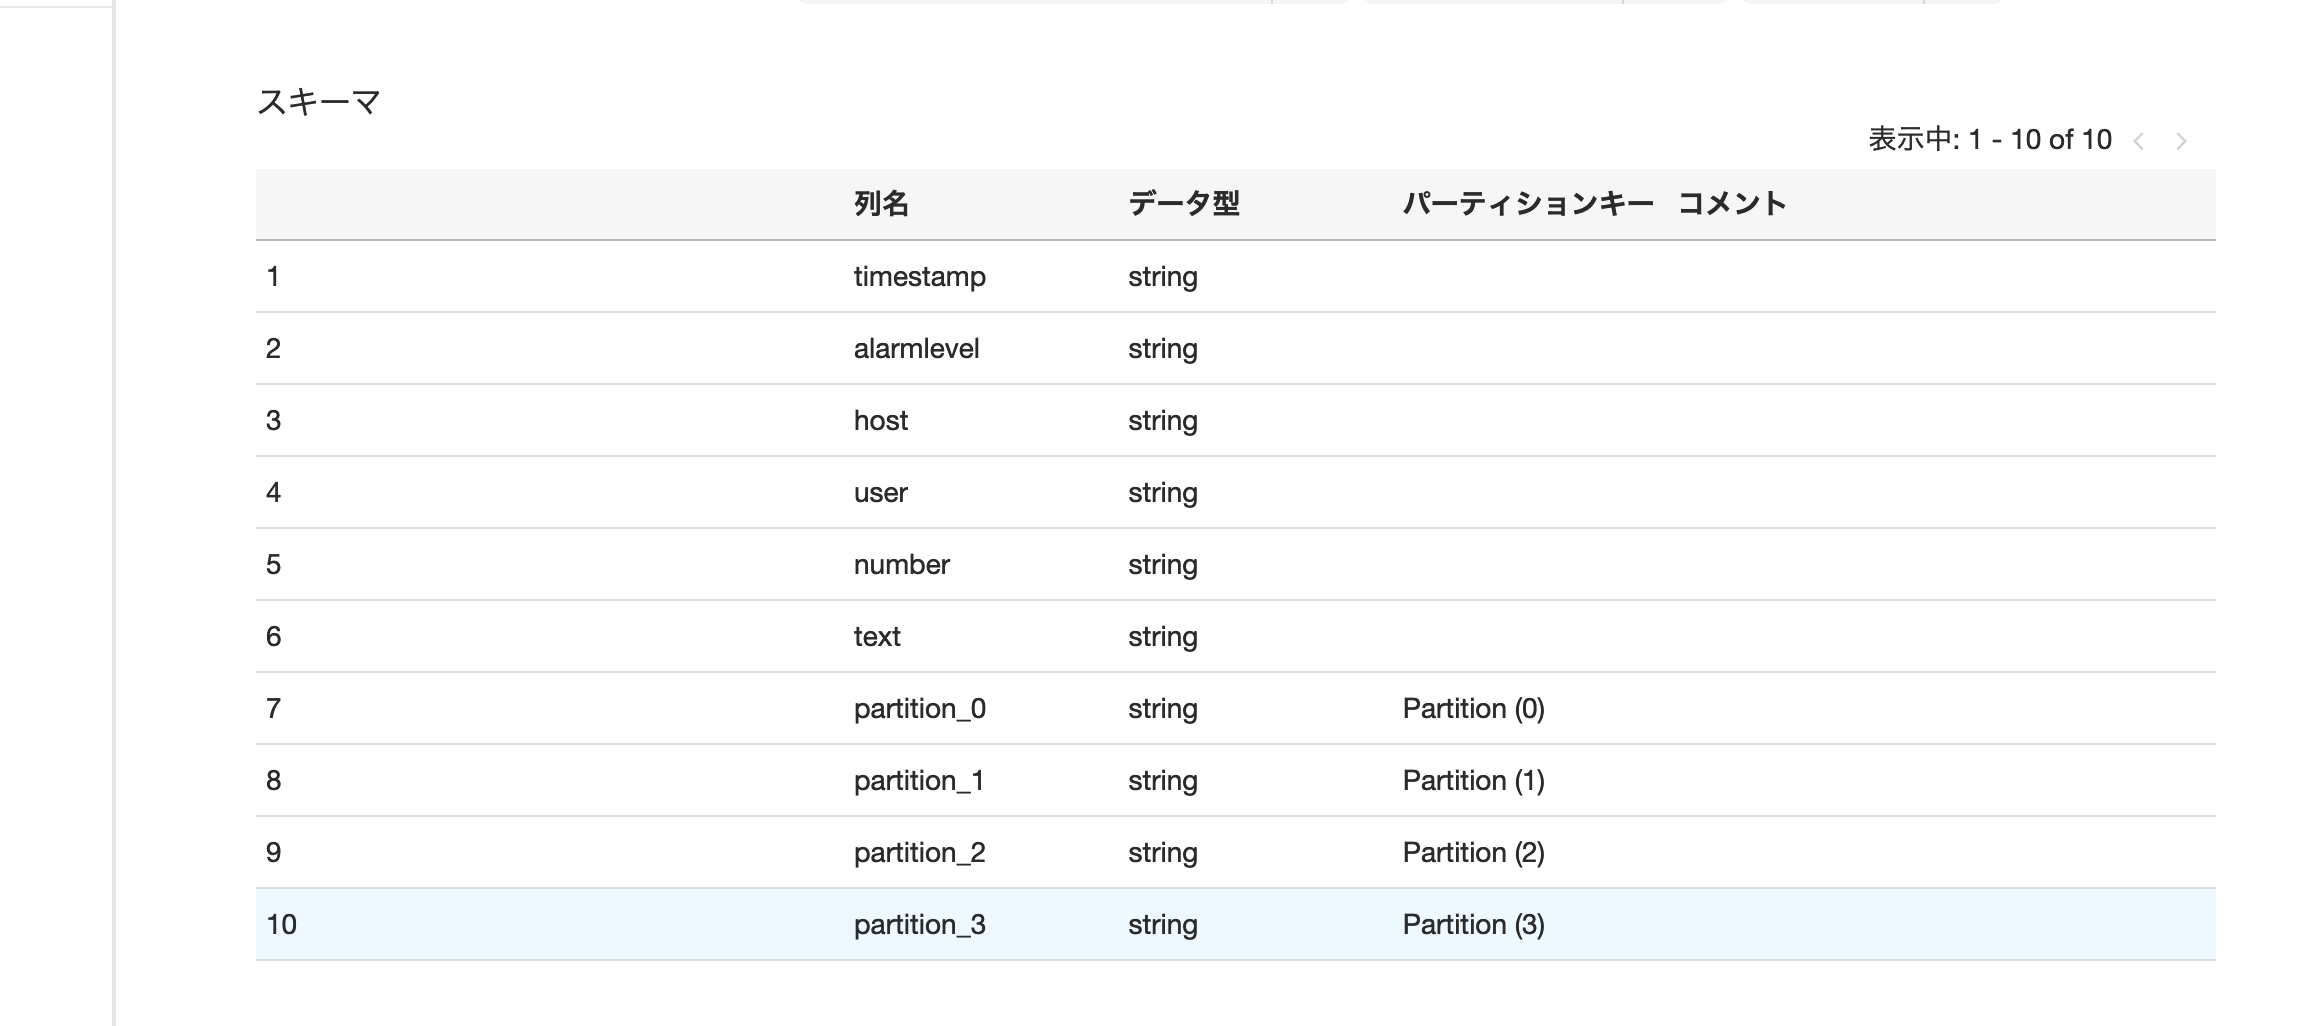 スキーマ
表示中: 1 - 10 of 10
列名 データ型 パーティションキー コメント
1 timestamp string
2 alarmlevel string
3 host string
4 user string
5 number string
6 text string
7 partition_0 string Partition (0)
8 partition_1 string Partition (1)
9 partition_2 string Partition (2)
10 partition_3 string Partition (3)